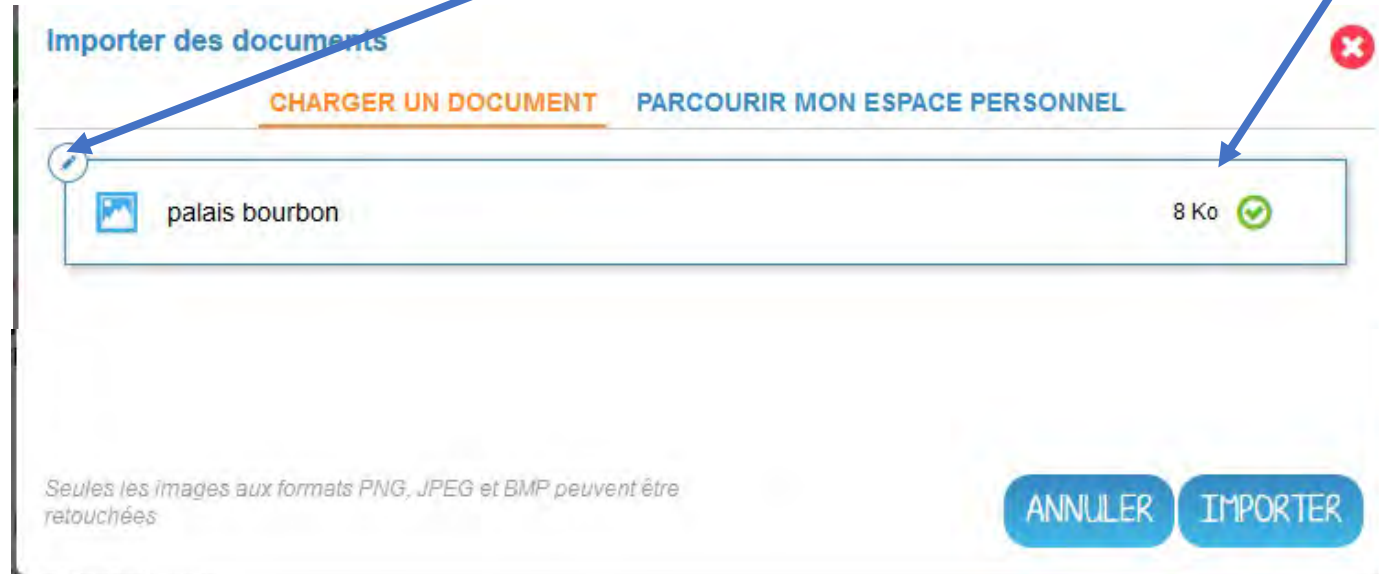 Importer des documents
CHARGER UN DOCUMENT PARCOURIR MON ESPACE PERSONNEL
palais bourbon 8 Ko
Seules les images aux formats PNG, JPEG et BMP peuvent être
retouchées
ANNULER IMPORTER